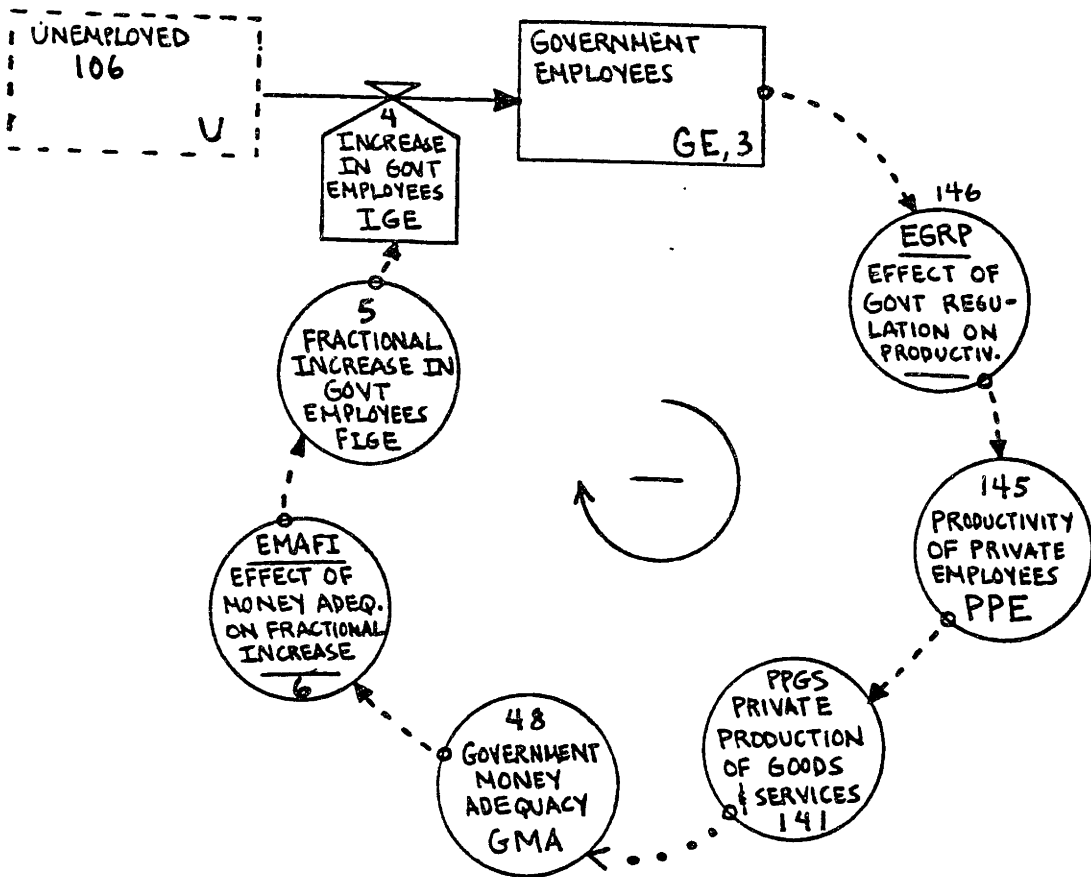 UNEMPLOYED
106
U
GOVERNMENT
EMPLOYEES
GE, 3
4
INCREASE
IN GOVT
EMPLOYEES
IGE
146
EGRP
EFFECT OF
GOVT REGU-
LATION ON
PRODUCTIV.
5
FRACTIONAL
INCREASE IN
GOVT
EMPLOYEES
FIGE
—
145
PRODUCTIVITY
OF PRIVATE
EMPLOYEES
PPE
EMAFI
EFFECT OF
MONEY ADEQ.
ON FRACTIONAL
INCREASE
6
PPGS
PRIVATE
PRODUCTION
OF GOODS
& SERVICES
141
48
GOVERNMENT
MONEY
ADEQUACY
GMA